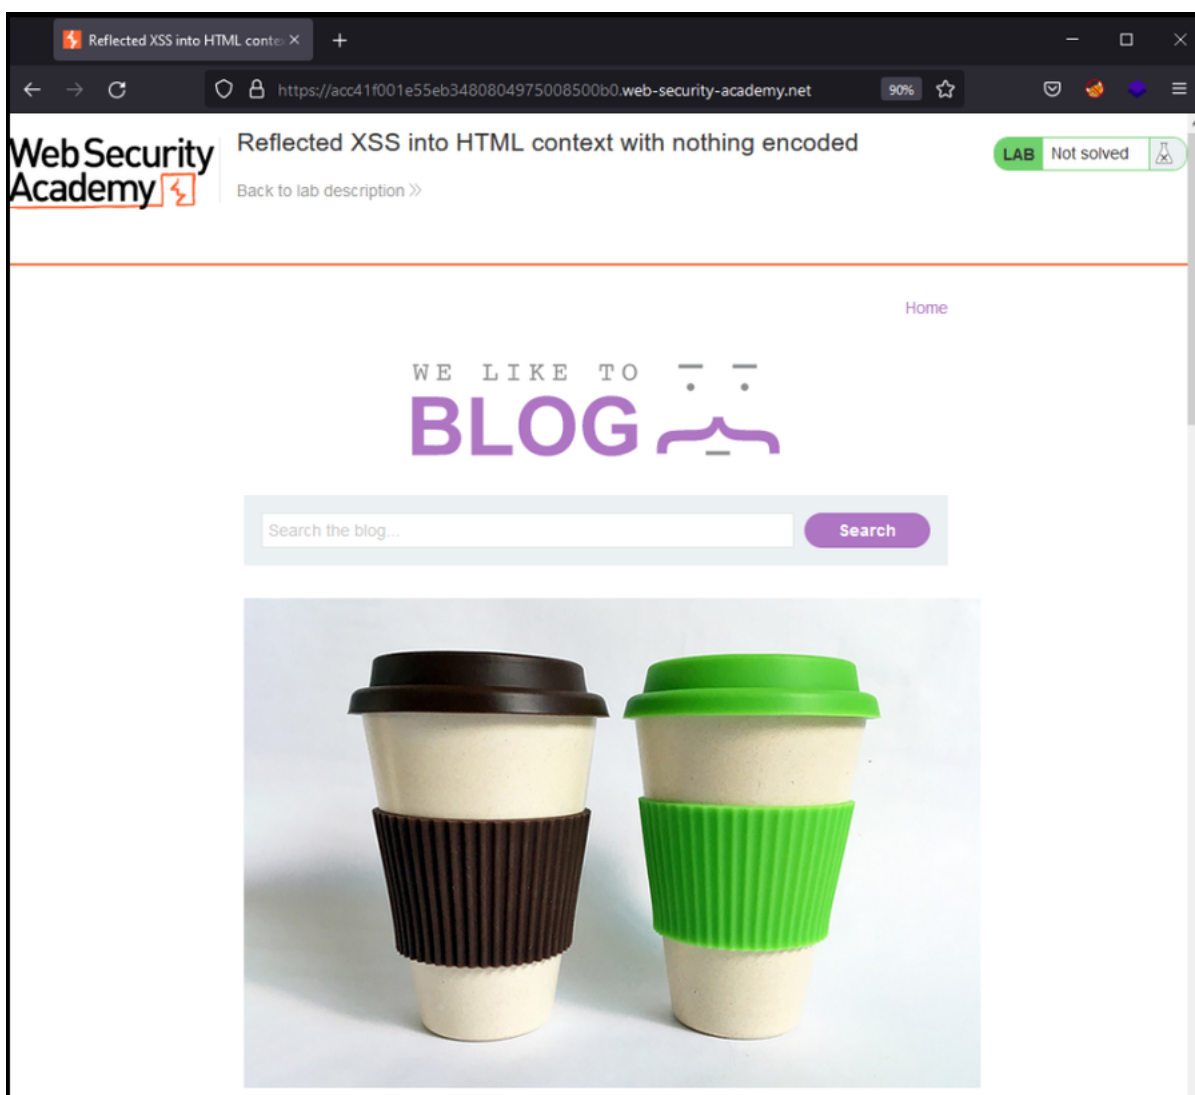 Reflected XSS into HTML conte
https://acc41f001e55eb3480804975008500b0.web-security-academy.net
90%
Web Security
Academy
Reflected XSS into HTML context with nothing encoded
Back to lab description
LAB Not solved
Home
WE LIKE TO
BLOG
Search the blog...
Search